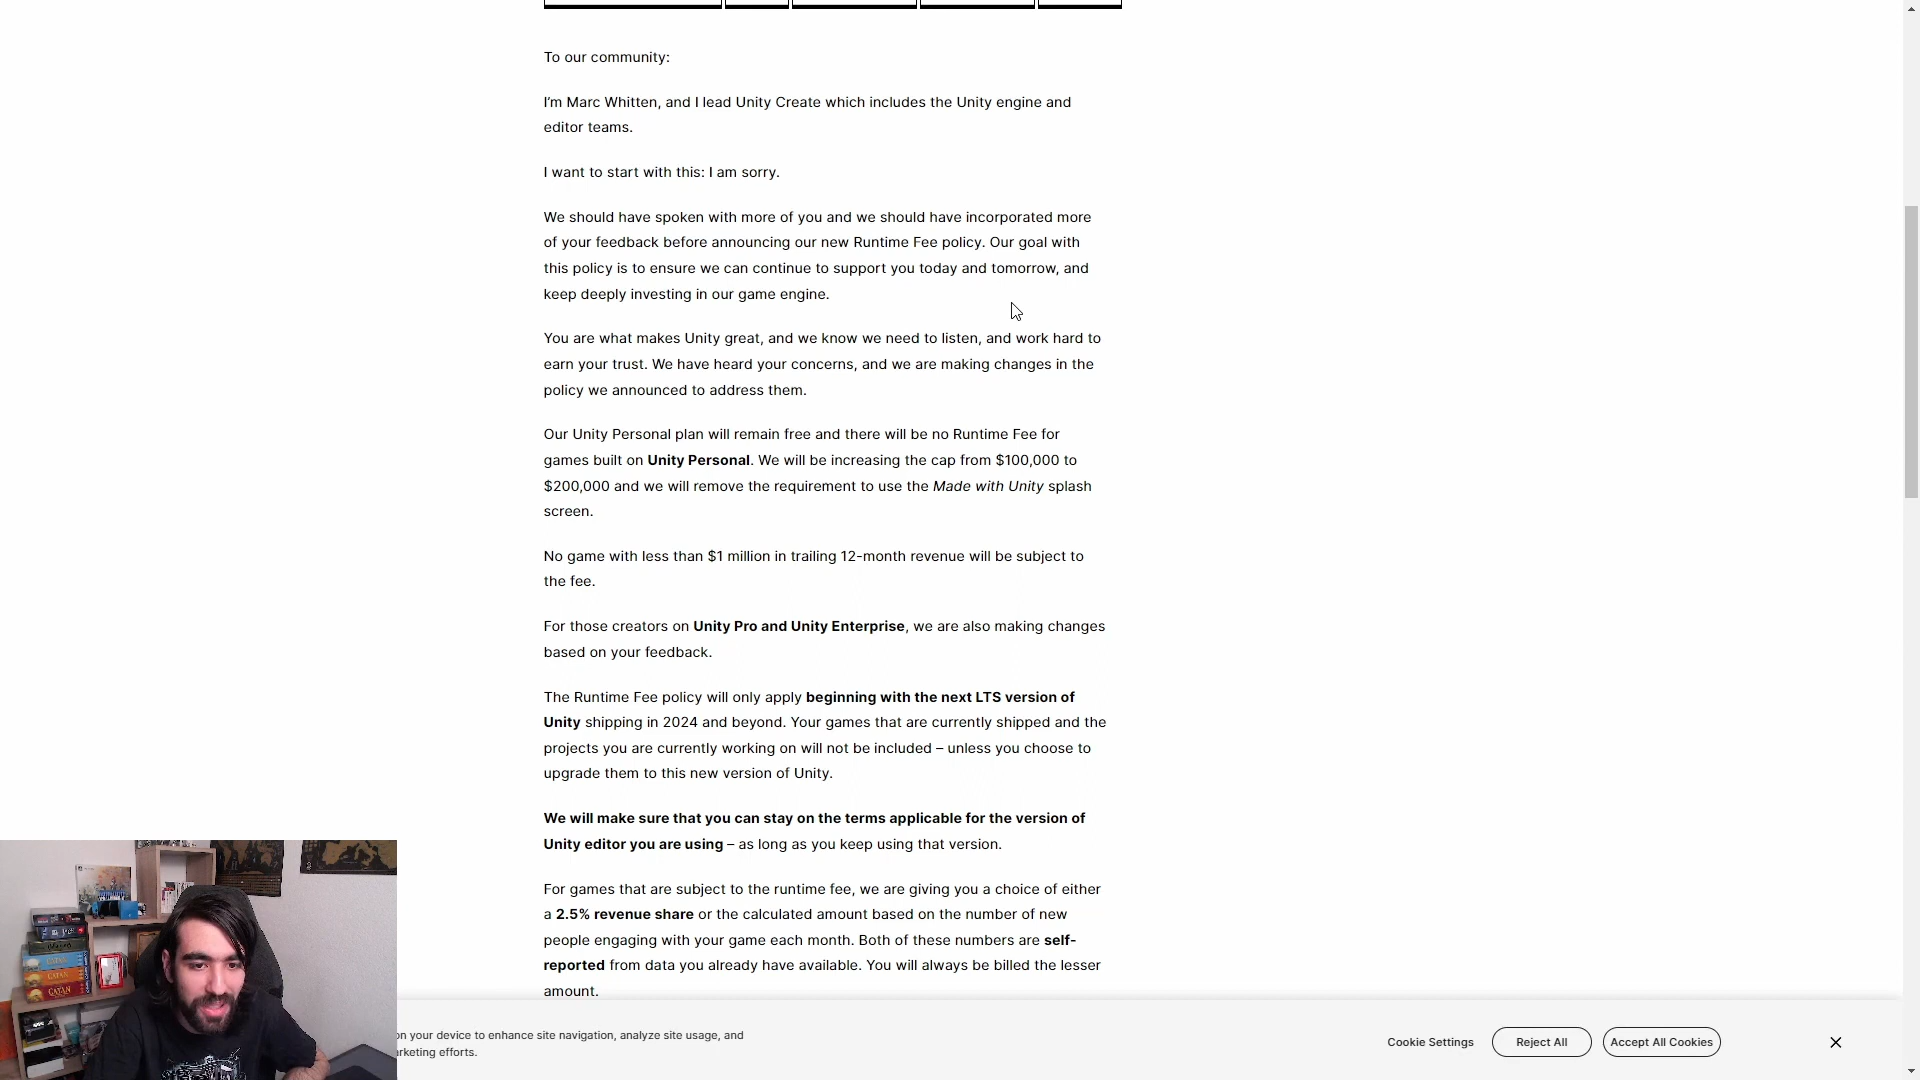 To our community:
I'm Marc Whitten, and I lead Unity Create which includes the Unity engine and
editor teams.
I want to start with this: I am sorry.
We should have spoken with more of you and we should have incorporated more
of your feedback before announcing our new Runtime Fee policy. Our goal with
this policy is to ensure we can continue to support you today and tomorrow, and
keep deeply investing in our game engine.
You are what makes Unity great, and we know we need to listen, and work hard to
earn your trust. We have heard your concerns, and we are making changes in the
policy we announced to address them.
Our Unity Personal plan will remain free and there will be no Runtime Fee for
games built on Unity Personal. We will be increasing the cap from $100,000 to
$200,000 and we will remove the requirement to use the Made with Unity splash
screen.
No game with less than $1 million in trailing 12-month revenue will be subject to
the fee.
For those creators on Unity Pro and Unity Enterprise, we are also making changes
based on your feedback.
The Runtime Fee policy will only apply beginning with the next LTS version of
Unity shipping in 2024 and beyond. Your games that are currently shipped and the
projects you are currently working on will not be included – unless you choose to
upgrade them to this new version of Unity.
We will make sure that you can stay on the terms applicable for the version of
Unity editor you are using – as long as you keep using that version.
For games that are subject to the runtime fee, we are giving you a choice of either
a 2.5% revenue share or the calculated amount based on the number of new
people engaging with your game each month. Both of these numbers are self-
reported from data you already have available. You will always be billed the lesser
amount.
on your device to enhance site navigation, analyze site usage, and
arketing efforts.
Cookie Settings
Reject All
Accept All Cookies
CATAN
CATAN
CATAN